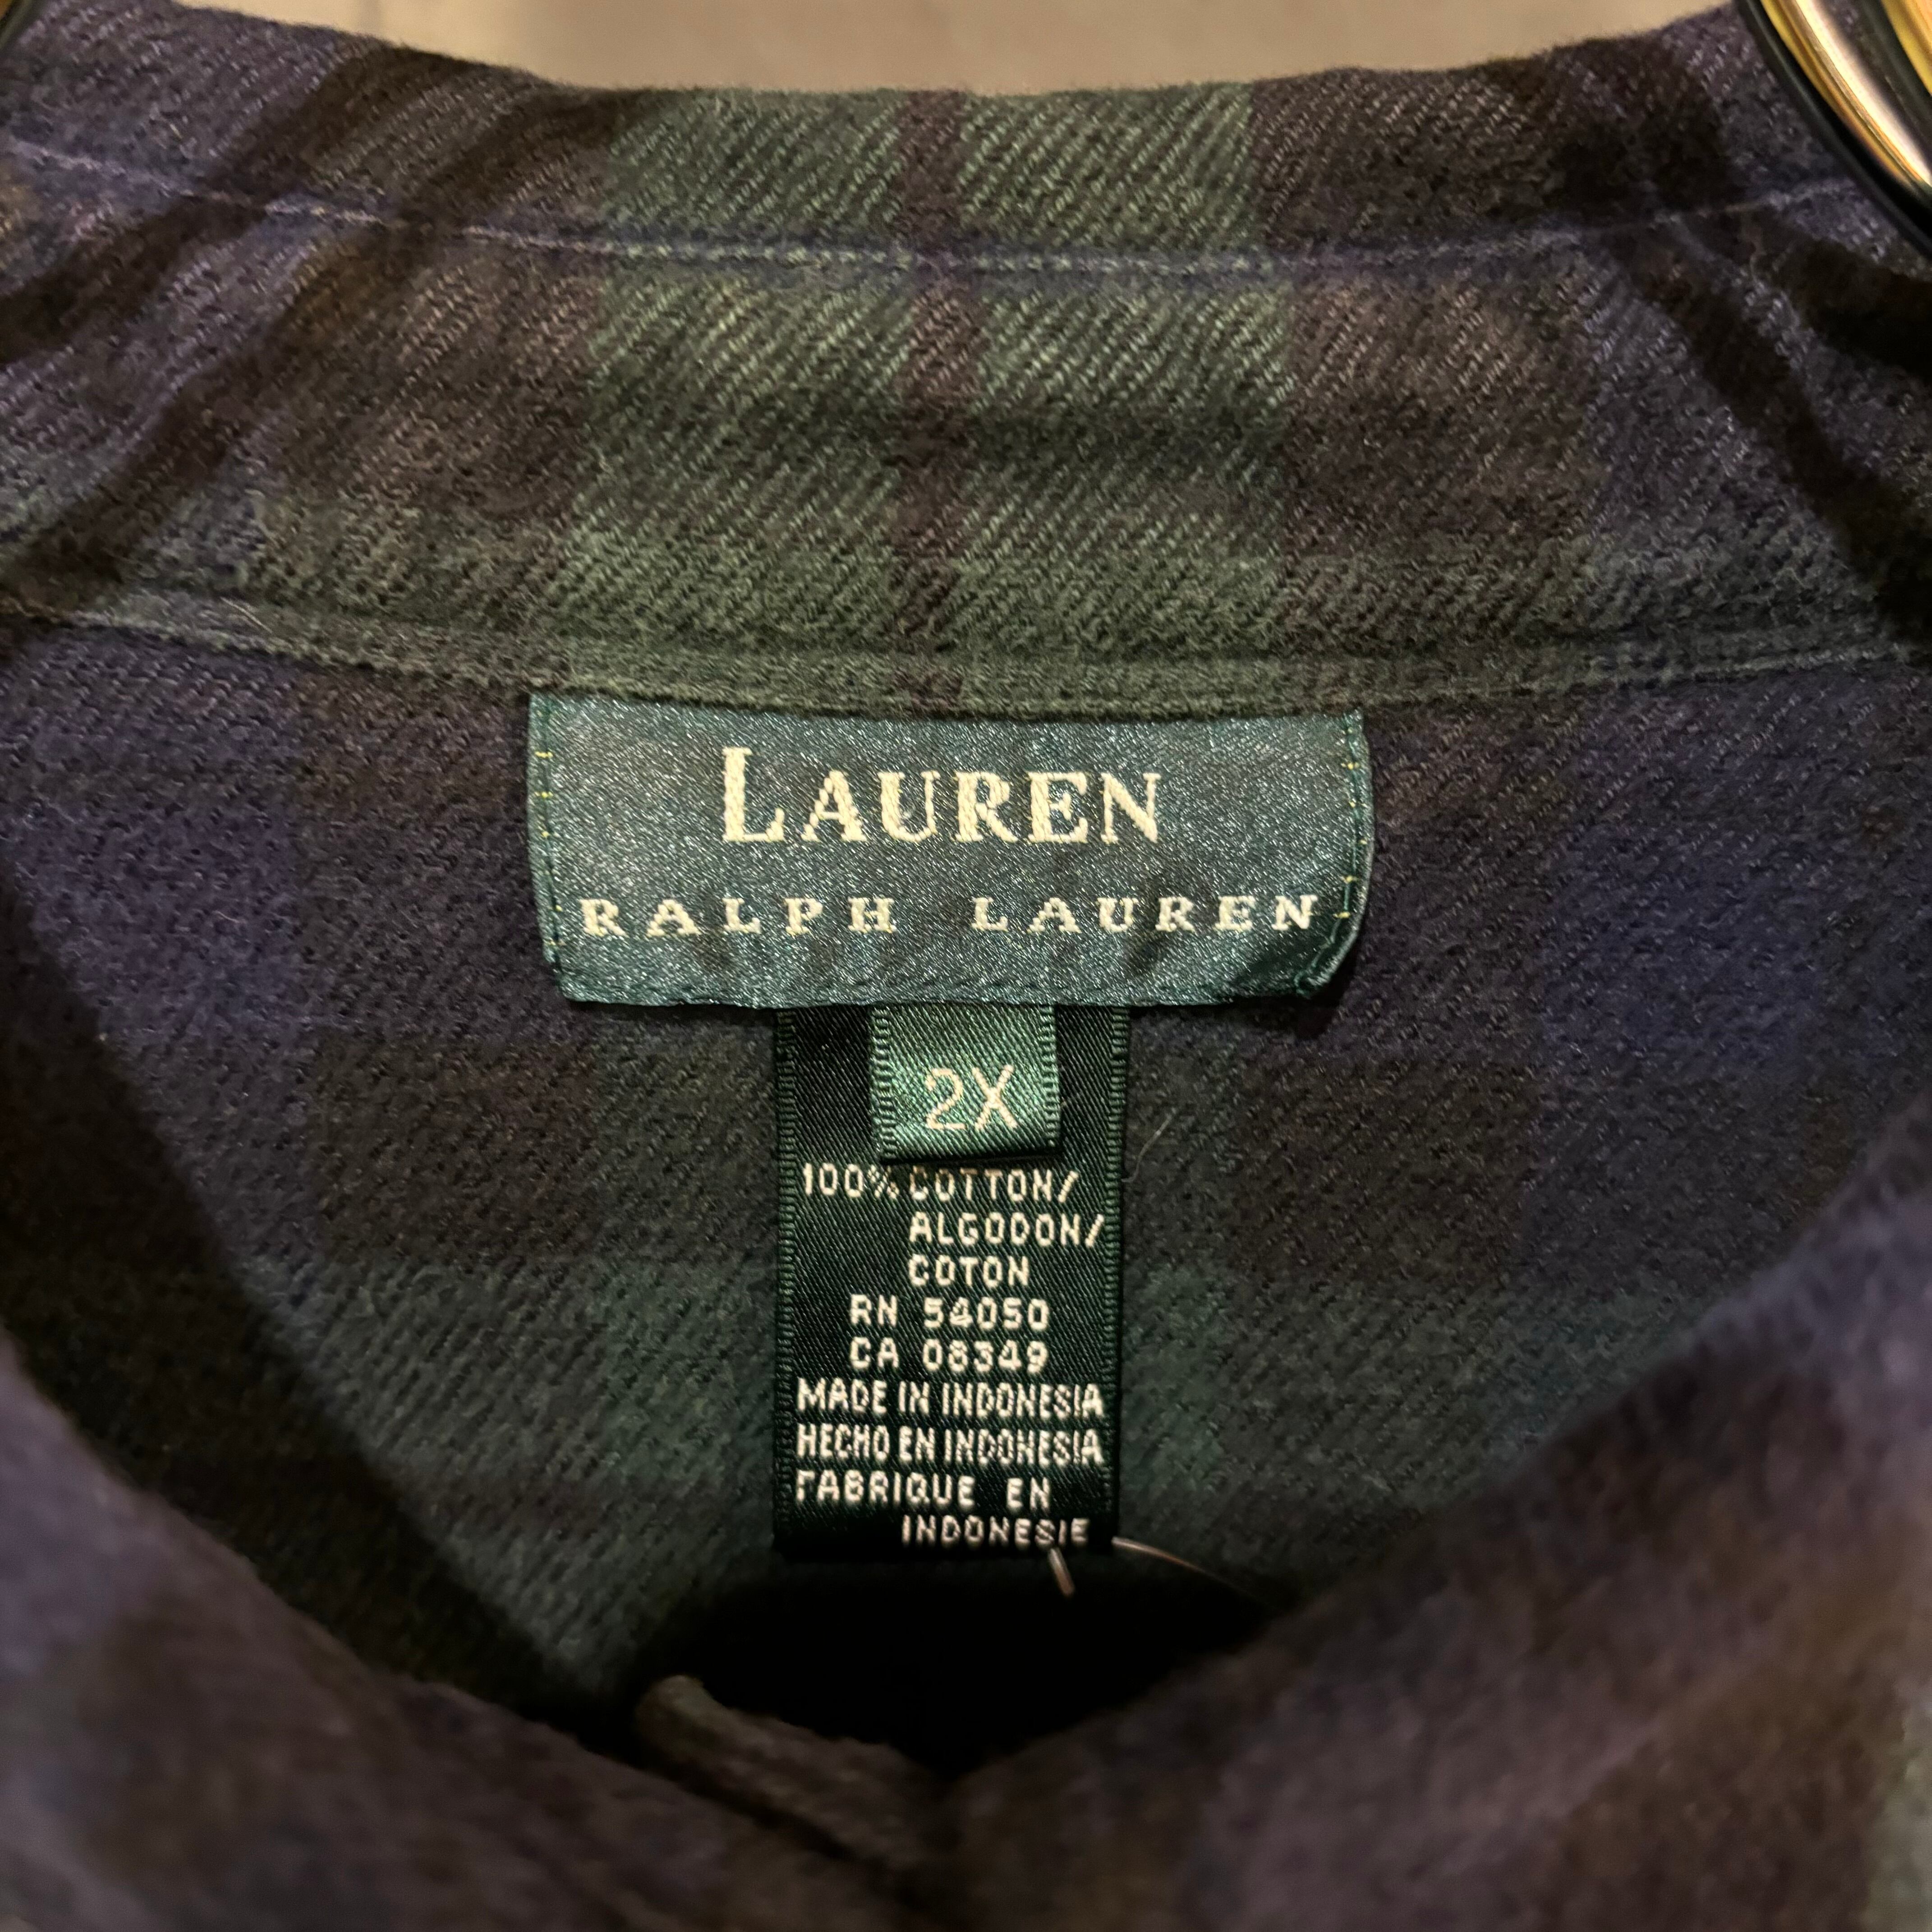 LAUREN
RALPH LAUREN
2X
100% COTTON/
ALGODON/
COTON
RN 54050
CA 08349
MADE IN INDONESIA
HECHO EN INDONESIA
FABRIQUE EN
INDONESIE